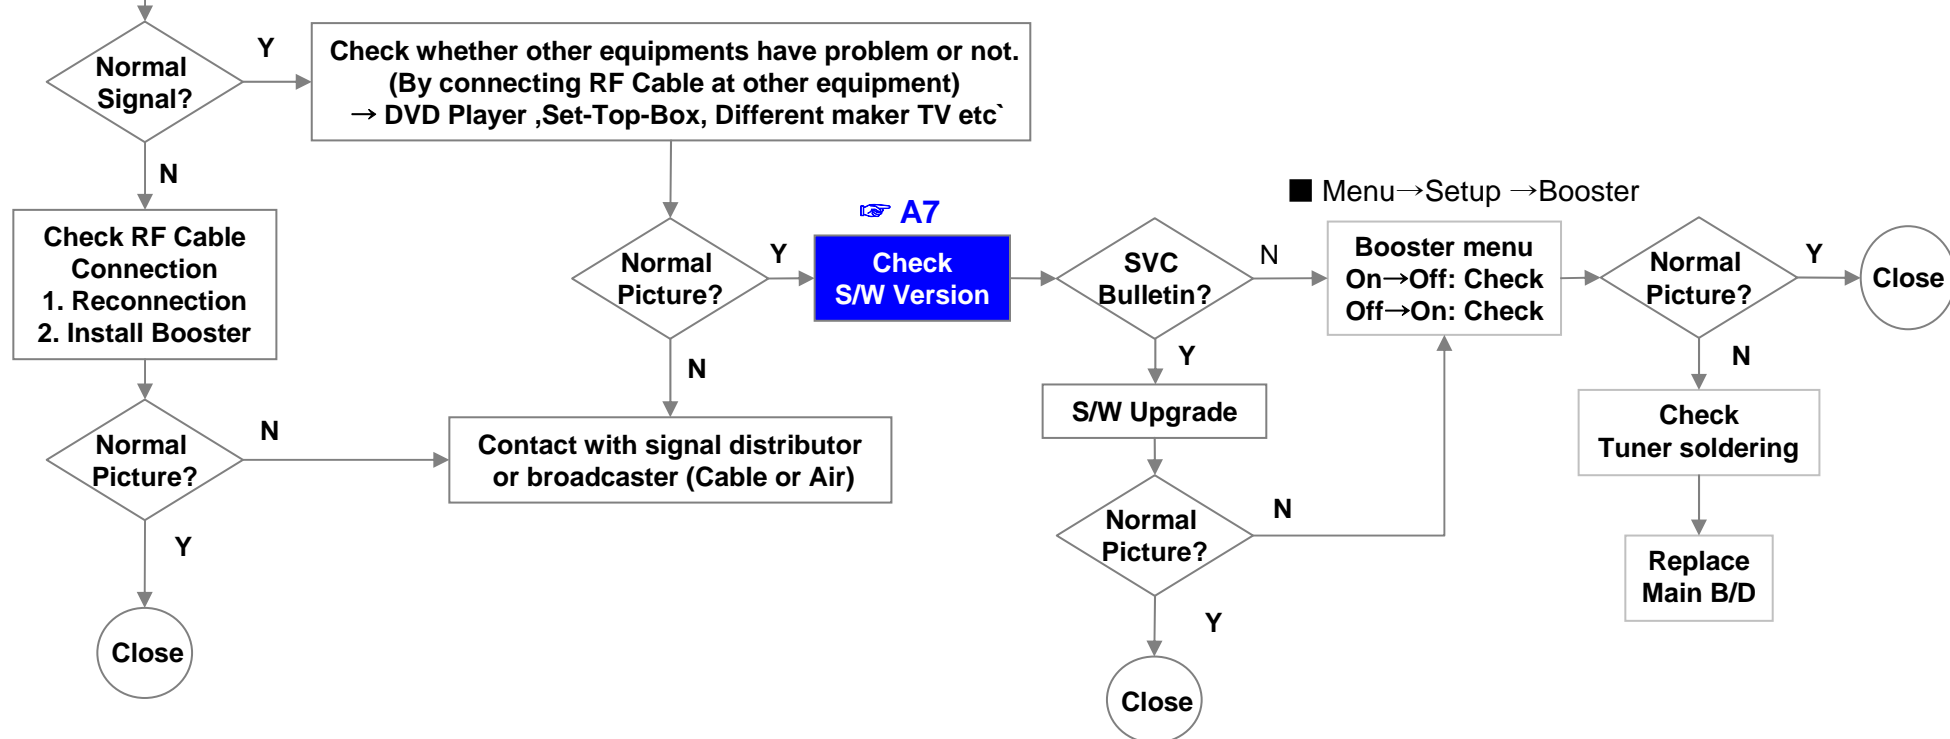 Normal
Signal?
Y
Check whether other equipments have problem or not.
(By connecting RF Cable at other equipment)
→ DVD Player ,Set-Top-Box, Different maker TV etc`
N
Check RF Cable
Connection
1. Reconnection
2. Install Booster
Normal
Picture?
N
Y
Close
Normal
Picture?
Y
N
Contact with signal distributor
or broadcaster (Cable or Air)
☞ A7
Check
S/W Version
SVC
Bulletin?
N
Y
S/W Upgrade
Normal
Picture?
N
Y
Close
■ Menu→Setup →Booster
Booster menu
On→Off: Check
Off→On: Check
Normal
Picture?
Y
Close
N
Check
Tuner soldering
Replace
Main B/D